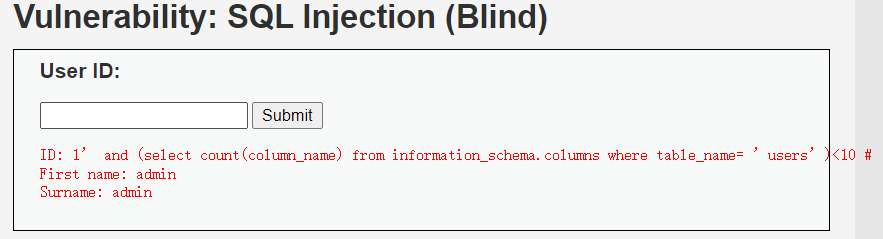 Vulnerability: SQL Injection (Blind)
User ID:
Submit
ID: 1’ and (select count(column_name) from information_schema.columns where table_name= ’users’ )<10 #
First name: admin
Surname: admin